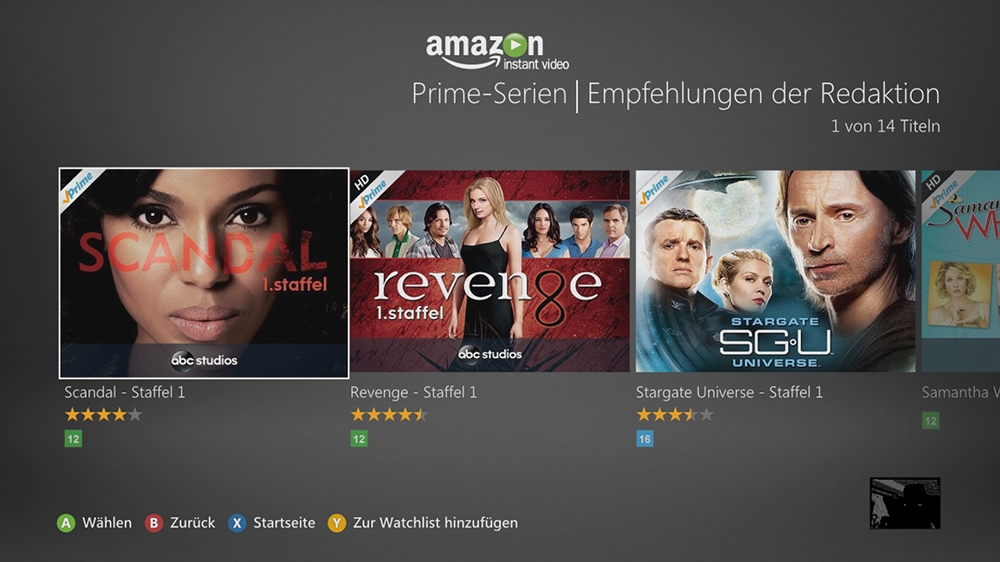 amazon
instant video
Prime-Serien | Empfehlungen der Redaktion
1 von 14 Titeln
Prime
SCANDAL
1.staffel
abc studios
HD
Prime
revenge
1.staffel
abc studios
Prime
STARGATE
SG·U
UNIVERSE
HD
Prime
Scandal - Staffel 1
Revenge - Staffel 1
Stargate Universe - Staffel 1
Samantha W
12
12
16
12
A Wählen B Zurück X Startseite Y Zur Watchlist hinzufügen